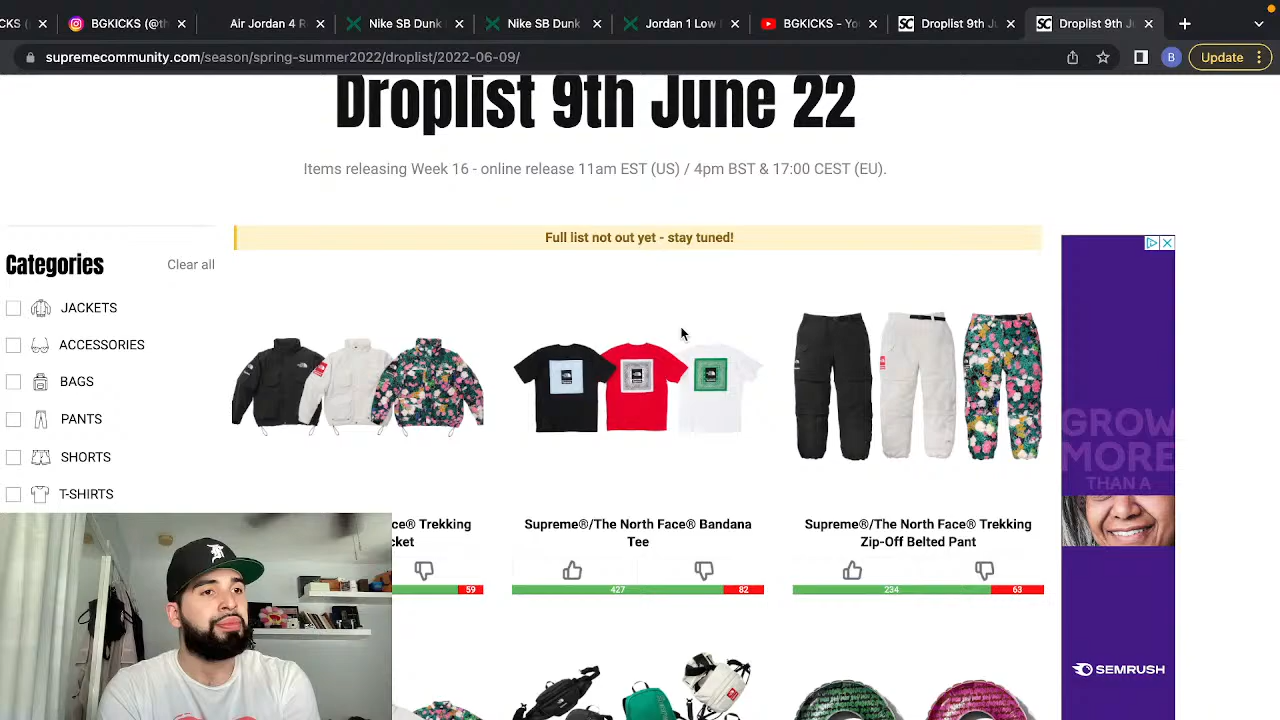 (
(@th
Air Jordan 4 R
Nike SB Dunk
Nike SB Dunk
Jordan 1 Low
BGKICKS - Yo
Droplist 9th Ju
Droplist 9th J
supremecommunity.com/season/spring-summer2022/droplist/2022-06-09/
B
Update
Droplist 9th June 22
Items releasing Week 16 - online release 11am EST (US) / 4pm BST & 17:00 CEST (EU).
Full list not out yet - stay tuned!
Categories
Clear all
JACKETS
ACCESSORIES
BAGS
PANTS
SHORTS
T-SHIRTS
ce® Trekking
cket
59
Supreme®/The North Face® Bandana
Tee
427
82
Supreme®/The North Face® Trekking
Zip-Off Belted Pant
234
63
GROW
MORE
THAN A
SEMRUSH